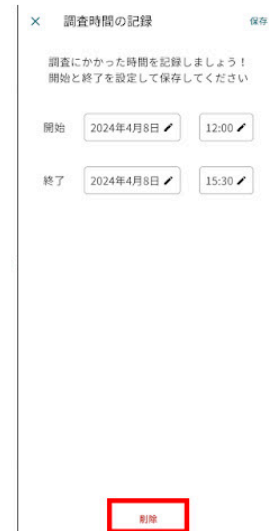 × 調査時間の記録 保存
調査にかかった時間を記録しましょう！
開始と終了を設定して保存してください
開始 2024年4月8日 12:00
終了 2024年4月8日 15:30
削除